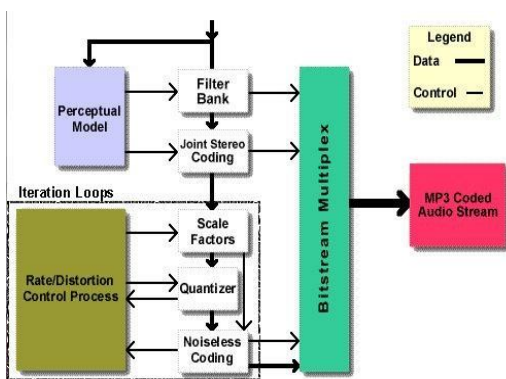 Legend
Data
Control
Filter
Bank
Perceptual
Model
Joint Stereo
Coding
Bitstream Multiplex
MP3 Coded
Audio Stream
Iteration Loops
Scale
Factors
Rate/Distortion
Control Process
Quantizer
Noiseless
Coding